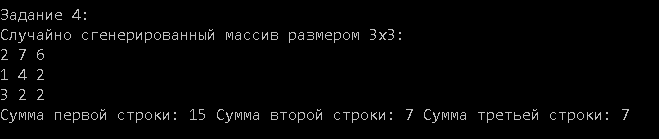 Задание 4:
Случайно сгенерированный массив размером 3x3:
2 7 6
1 4 2
3 2 2
Сумма первой строки: 15 Сумма второй строки: 7 Сумма третьей строки: 7